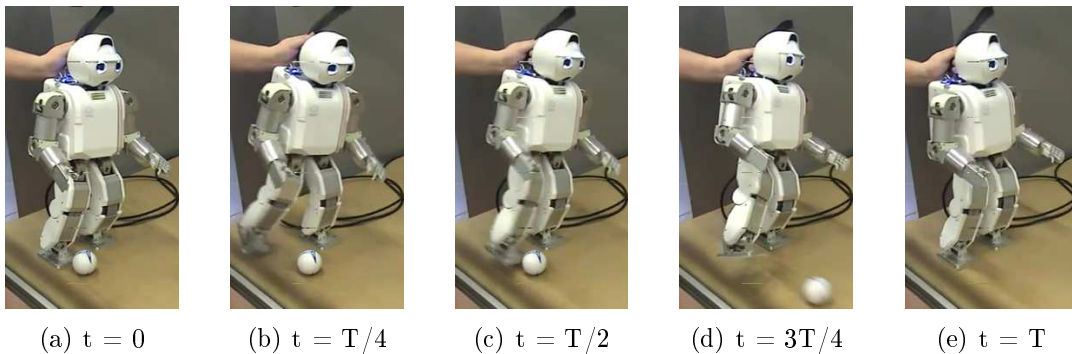 (a) t = 0
(b) t = T/4
(c) t = T/2
(d) t = 3T/4
(e) t = T